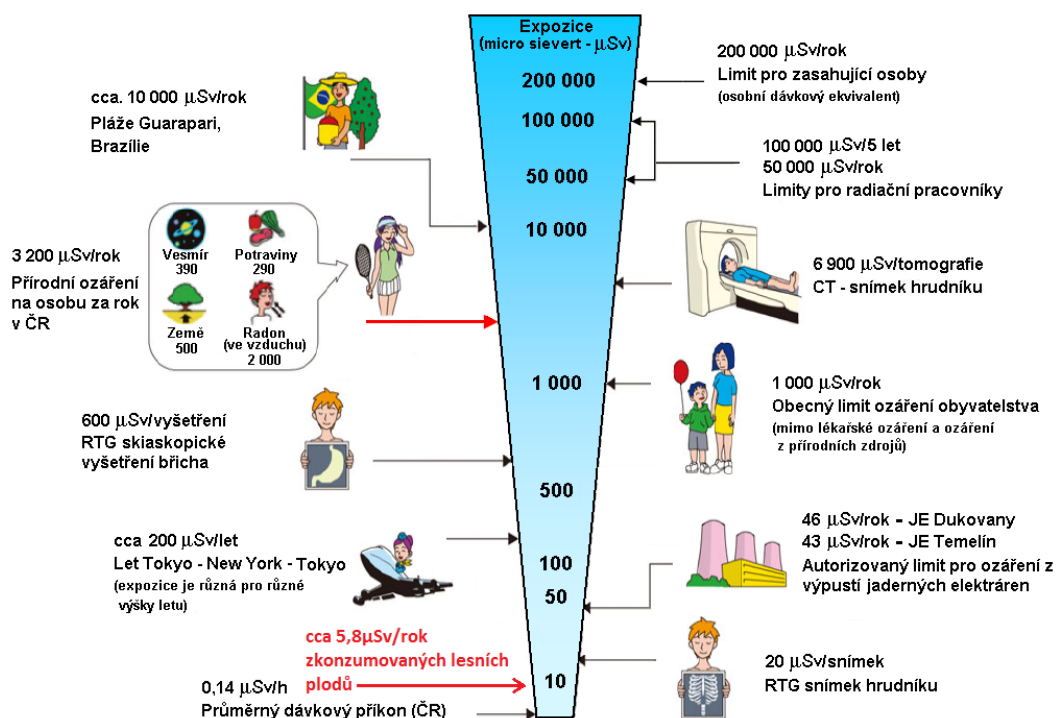 Expozice
(micro sievert - μSv)
200 000
100 000
50 000
10 000
1 000
500
100
50
10
cca. 10 000 μSv/rok
Pláže Guarapari,
Brazílie
3 200 μSv/rok
Přírodní ozáření
na osobu za rok
v ČR
Vesmír
390
Potraviny
290
Země
500
Radon
(ve vzduchu)
2 000
600 μSv/vyšetření
RTG skiaskopické
vyšetření břicha
cca 200 μSv/let
Let Tokyo - New York - Tokyo
(expozice je různá pro různé
výšky letu)
cca 5,8μSv/rok
zkonzumovaných lesních
plodů
0,14 μSv/h
Průměrný dávkový příkon (ČR)
200 000 μSv/rok
Limit pro zasahující osoby
(osobní dávkový ekvivalent)
100 000 μSv/5 let
50 000 μSv/rok
Limity pro radiační pracovníky
6 900 μSv/tomografie
CT - snímek hrudníku
1 000 μSv/rok
Obecný limit ozáření obyvatelstva
(mimo lékařské ozáření a ozáření
z přírodních zdrojů)
46 μSv/rok - JE Dukovany
43 μSv/rok - JE Temelín
Autorizovaný limit pro ozáření z
výpustí jaderných elektráren
20 μSv/snímek
RTG snímek hrudníku